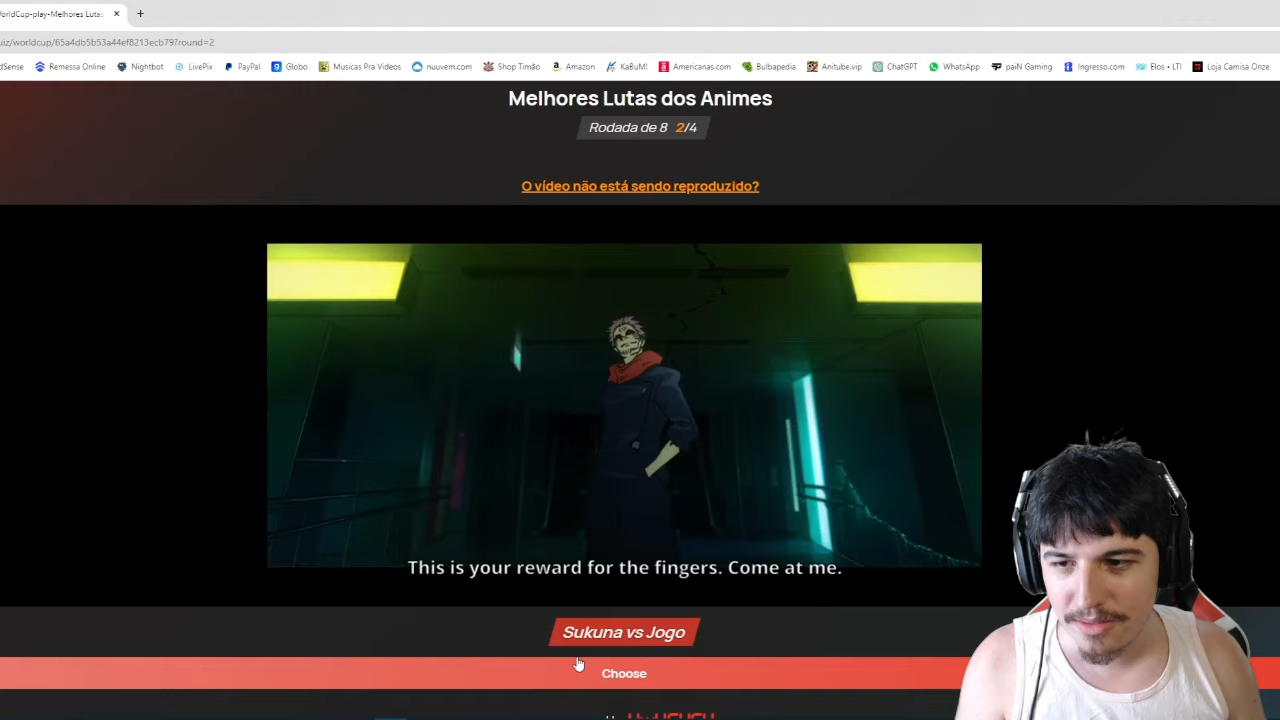 orldCup-play-Melhores Lutas
uiz/worldcup/65a4db5b53a44ef8213ecb79?round=2
dSense Remessa Online Nightbot LivePix PayPal Globo Musicas Pra Videos nuuvem.com Shop Timão Amazon KaBuM! Americanas.com Bulbapedia Anitube.vip ChatGPT WhatsApp paiN Gaming Ingresso.com Elos • LTI Loja Camisa Onze
Melhores Lutas dos Animes
Rodada de 8 2/4
O vídeo não está sendo reproduzido?
This is your reward for the fingers. Come at me.
Sukuna vs Jogo
Choose